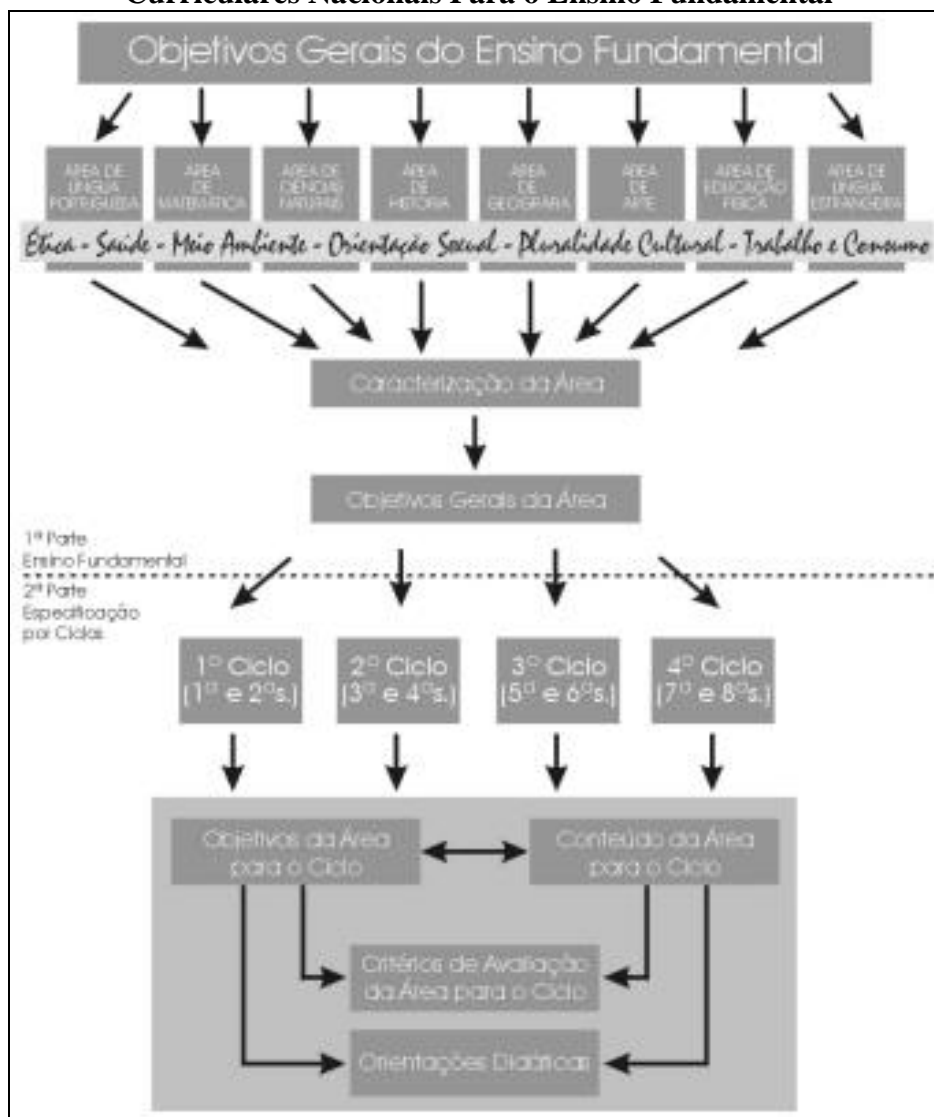 Curriculares Nacionais Para o Ensino Fundamental
Objetivos Gerais do Ensino Fundamental
ÁREA DE
LÍNGUA
PORTUGUESA
ÁREA
DE
MATEMÁTICA
ÁREA DE
CIÊNCIAS
NATURAIS
ÁREA
DE
HISTÓRIA
ÁREA
DE
GEOGRAFIA
ÁREA
DE
ARTE
ÁREA DE
EDUCAÇÃO
FÍSICA
ÁREA DE
LÍNGUA
ESTRANGEIRA
Ética - Saúde - Meio Ambiente - Orientação Sexual - Pluralidade Cultural - Trabalho e Consumo
Caracterização da Área
Objetivos Gerais da Área
1ª Parte
Ensino Fundamental
2ª Parte
Especificação
por Ciclos
1º Ciclo
(1ª e 2ªs.)
2º Ciclo
(3ª e 4ªs.)
3º Ciclo
(5ª e 6ªs.)
4º Ciclo
(7ª e 8ªs.)
Objetivos da Área
para o Ciclo
Conteúdo da Área
para o Ciclo
Critérios de Avaliação
da Área para o Ciclo
Orientações Didáticas